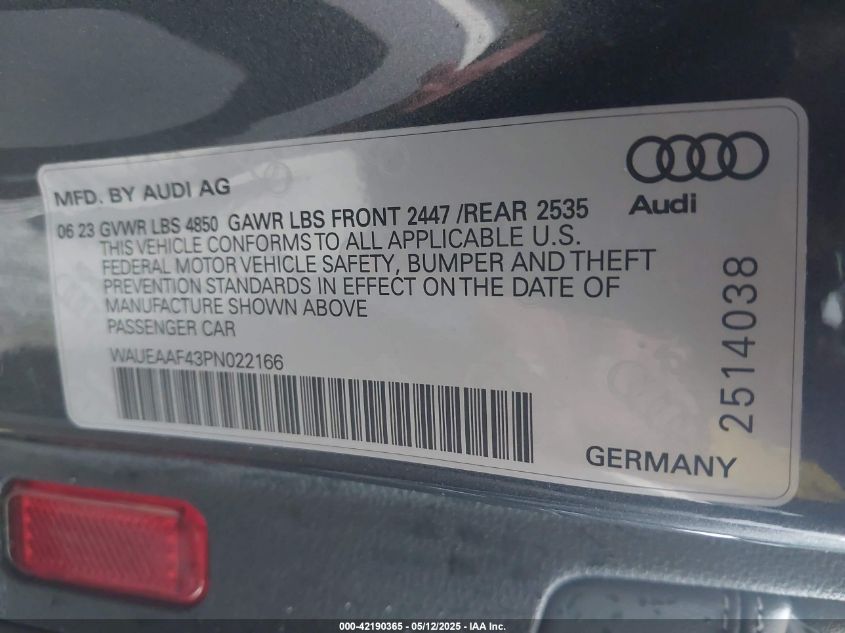 MFD. BY AUDI AG
06 23 GVWR LBS 4850 GAWR LBS FRONT 2447 /REAR 2535
THIS VEHICLE CONFORMS TO ALL APPLICABLE U.S.
FEDERAL MOTOR VEHICLE SAFETY, BUMPER AND THEFT
PREVENTION STANDARDS IN EFFECT ON THE DATE OF
MANUFACTURE SHOWN ABOVE
PASSENGER CAR
WAUEAAF43PN022166
Audi
2514038
GERMANY
000-42190365 - 05/12/2025 - IAA Inc.